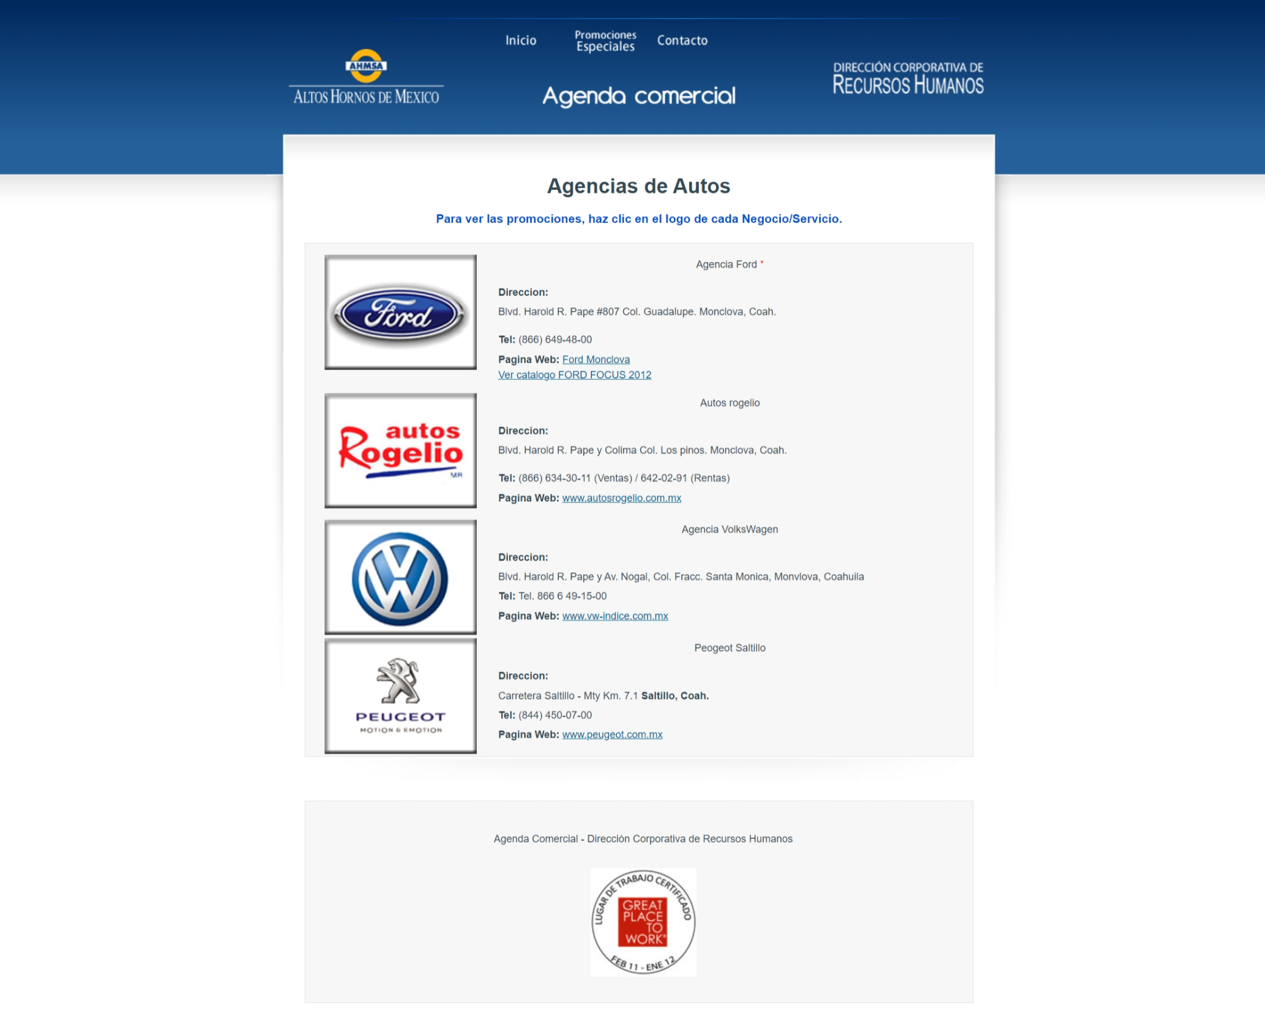 Inicio
Promociones
Especiales
Contacto
AHMSA
ALTOS HORNOS DE MEXICO
Agenda comercial
DIRECCIÓN CORPORATIVA DE
RECURSOS HUMANOS
Agencias de Autos
Para ver las promociones, haz clic en el logo de cada Negocio/Servicio.
Ford
Agencia Ford *
Direccion:
Blvd. Harold R. Pape #807 Col. Guadalupe. Monclova, Coah.
Tel: (866) 649-48-00
Pagina Web: Ford Monclova
Ver catalogo FORD FOCUS 2012
autos
Rogelio
MR
Autos rogelio
Direccion:
Blvd. Harold R. Pape y Colima Col. Los pinos. Monclova, Coah.
Tel: (866) 634-30-11 (Ventas) / 642-02-91 (Rentas)
Pagina Web: www.autosrogelio.com.mx
Agencia VolksWagen
Direccion:
Blvd. Harold R. Pape y Av. Nogal, Col. Fracc. Santa Monica, Monvlova, Coahuila
Tel: Tel. 866 6 49-15-00
Pagina Web: www.vw-indice.com.mx
PEUGEOT
MOTION & EMOTION
Peogeot Saltillo
Direccion:
Carretera Saltillo - Mty Km. 7.1 Saltillo, Coah.
Tel: (844) 450-07-00
Pagina Web: www.peugeot.com.mx
Agenda Comercial - Dirección Corporativa de Recursos Humanos
LUGAR DE TRABAJO CERTIFICADO
GREAT
PLACE
TO
WORK®
FEB 11 - ENE 12